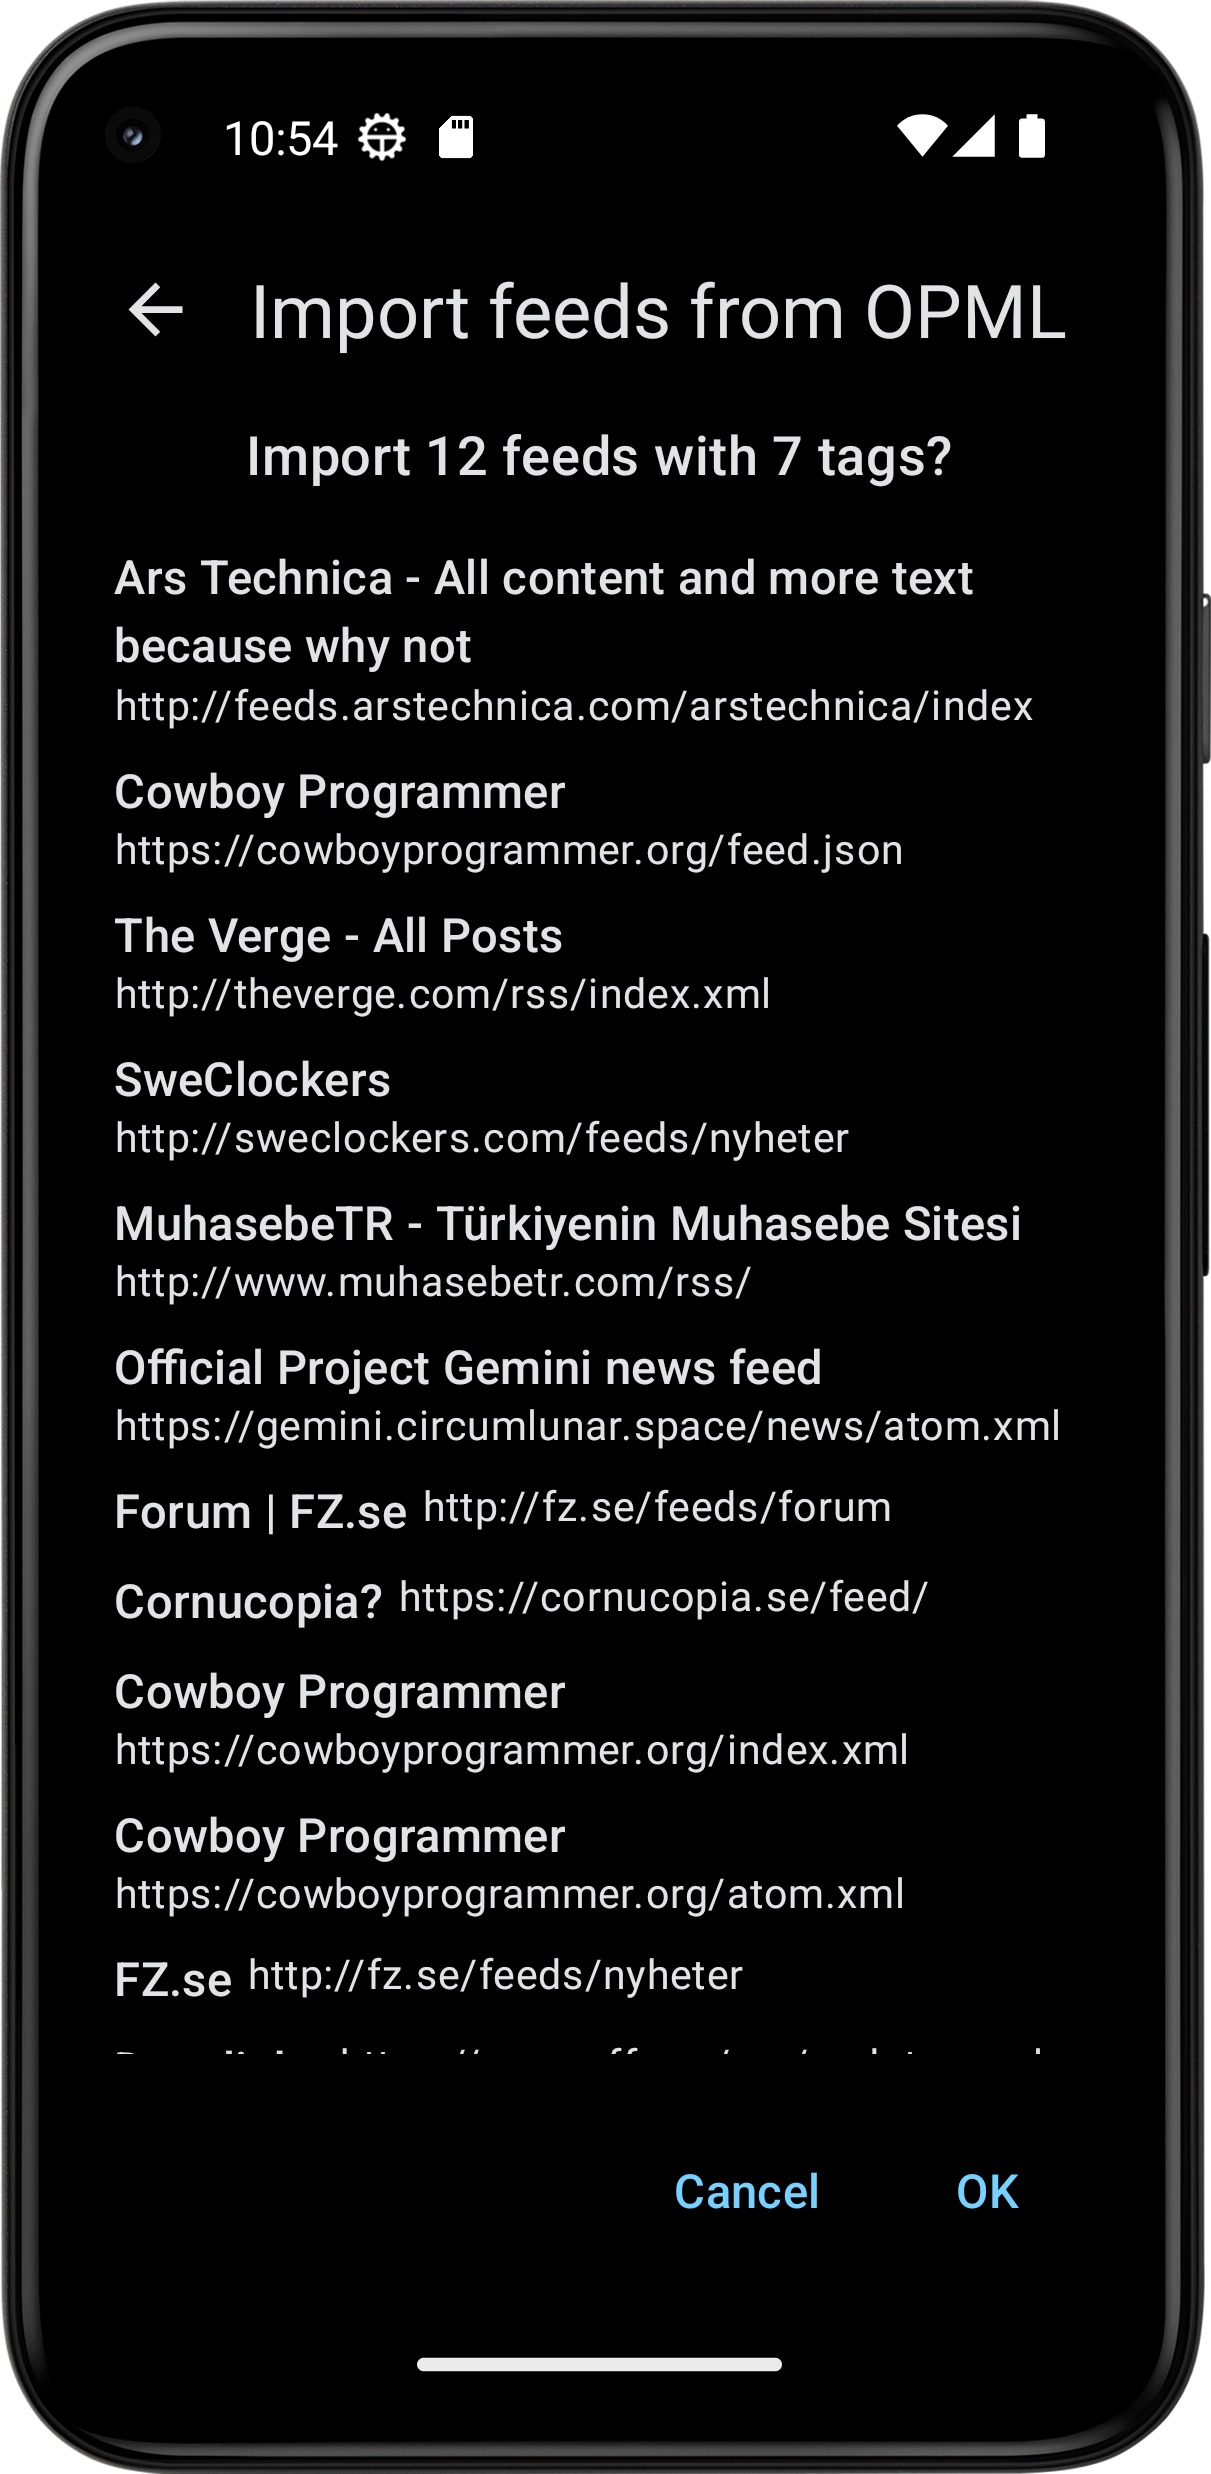 10:54
Import feeds from OPML
Import 12 feeds with 7 tags?
Ars Technica - All content and more text
because why not
http://feeds.arstechnica.com/arstechnica/index
Cowboy Programmer
https://cowboyprogrammer.org/feed.json
The Verge - All Posts
http://theverge.com/rss/index.xml
SweClockers
http://sweclockers.com/feeds/nyheter
MuhasebeTR - Türkiyenin Muhasebe Sitesi
http://www.muhasebetr.com/rss/
Official Project Gemini news feed
https://gemini.circumlunar.space/news/atom.xml
Forum | FZ.se http://fz.se/feeds/forum
Cornucopia? https://cornucopia.se/feed/
Cowboy Programmer
https://cowboyprogrammer.org/index.xml
Cowboy Programmer
https://cowboyprogrammer.org/atom.xml
FZ.se http://fz.se/feeds/nyheter
Cancel OK